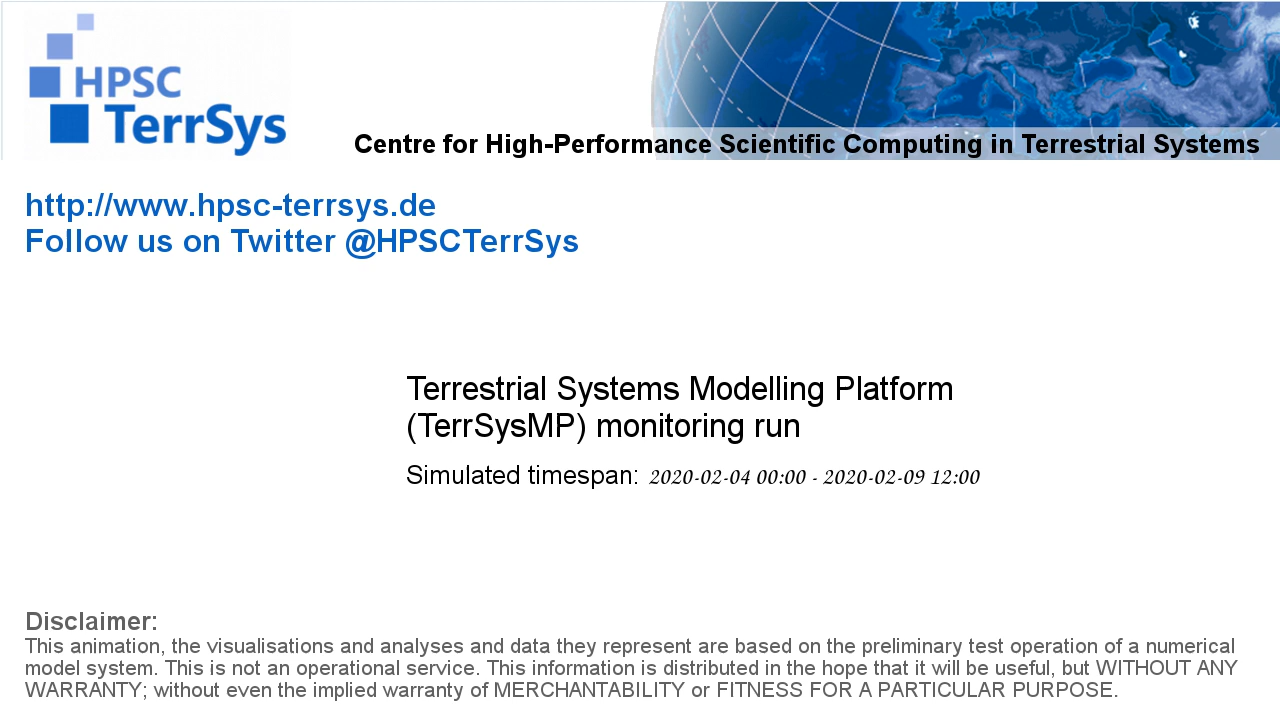 HPSC
TerrSys
Centre for High-Performance Scientific Computing in Terrestrial Systems
http://www.hpsc-terrsys.de
Follow us on Twitter @HPSCTerrSys
Terrestrial Systems Modelling Platform
(TerrSysMP) monitoring run
Simulated timespan: 2020-02-04 00:00 - 2020-02-09 12:00
Disclaimer:
This animation, the visualisations and analyses and data they represent are based on the preliminary test operation of a numerical
model system. This is not an operational service. This information is distributed in the hope that it will be useful, but WITHOUT ANY
WARRANTY; without even the implied warranty of MERCHANTABILITY or FITNESS FOR A PARTICULAR PURPOSE.